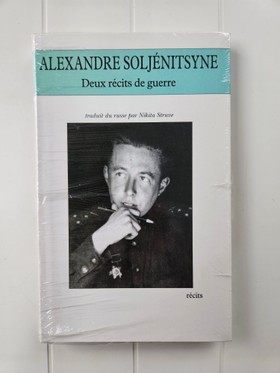 ALEXANDRE SOLJÉNITSYNE
Deux récits de guerre
traduit du russe par Nikita Struve
récits